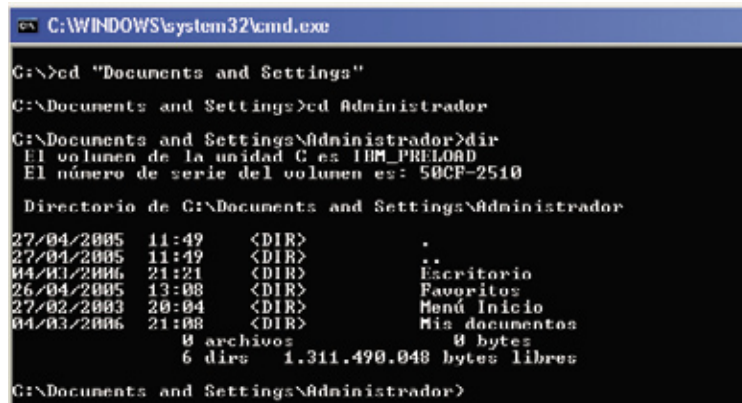 C:\WINDOWS\system32\cmd.exe
C:\>cd "Documents and Settings"
C:\Documents and Settings>cd Administrador
C:\Documents and Settings\Administrador>dir
El volumen de la unidad C es IBM_PRELOAD
El número de serie del volumen es: 50CF-2510
Directorio de C:\Documents and Settings\Administrador
27/04/2005 11:49 <DIR> .
27/04/2005 11:49 <DIR> ..
04/03/2006 21:21 <DIR> Escritorio
26/04/2005 13:08 <DIR> Favoritos
27/02/2003 20:04 <DIR> Menú Inicio
04/03/2006 21:08 <DIR> Mis documentos
0 archivos 0 bytes
6 dirs 1.311.490.048 bytes libres
C:\Documents and Settings\Administrador>